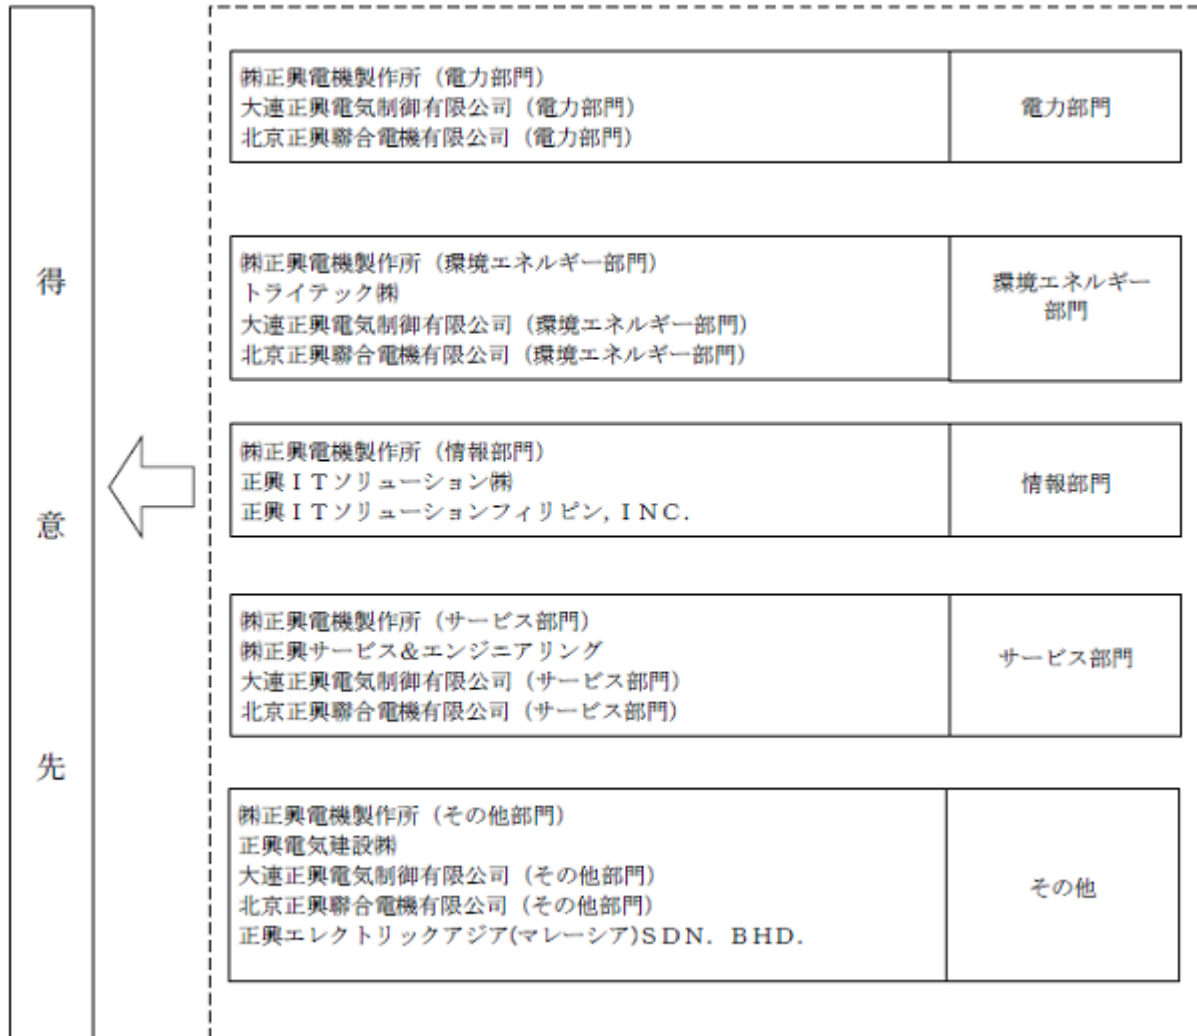 得
意
先
㈱正興電機製作所（電力部門）
大連正興電気制御有限公司（電力部門）
北京正興聯合電機有限公司（電力部門）
電力部門
㈱正興電機製作所（環境エネルギー部門）
トライテック㈱
大連正興電気制御有限公司（環境エネルギー部門）
北京正興聯合電機有限公司（環境エネルギー部門）
環境エネルギー
部門
㈱正興電機製作所（情報部門）
正興ＩＴソリューション㈱
正興ＩＴソリューションフィリピン, ＩＮＣ.
情報部門
㈱正興電機製作所（サービス部門）
㈱正興サービス&エンジニアリング
大連正興電気制御有限公司（サービス部門）
北京正興聯合電機有限公司（サービス部門）
サービス部門
㈱正興電機製作所（その他部門）
正興電気建設㈱
大連正興電気制御有限公司（その他部門）
北京正興聯合電機有限公司（その他部門）
正興エレクトリックアジア(マレーシア)ＳＤＮ. ＢＨＤ.
その他